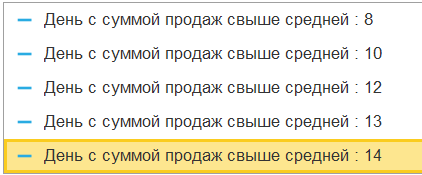 День с суммой продаж свыше средней : 8
День с суммой продаж свыше средней : 10
День с суммой продаж свыше средней : 12
День с суммой продаж свыше средней : 13
День с суммой продаж свыше средней : 14